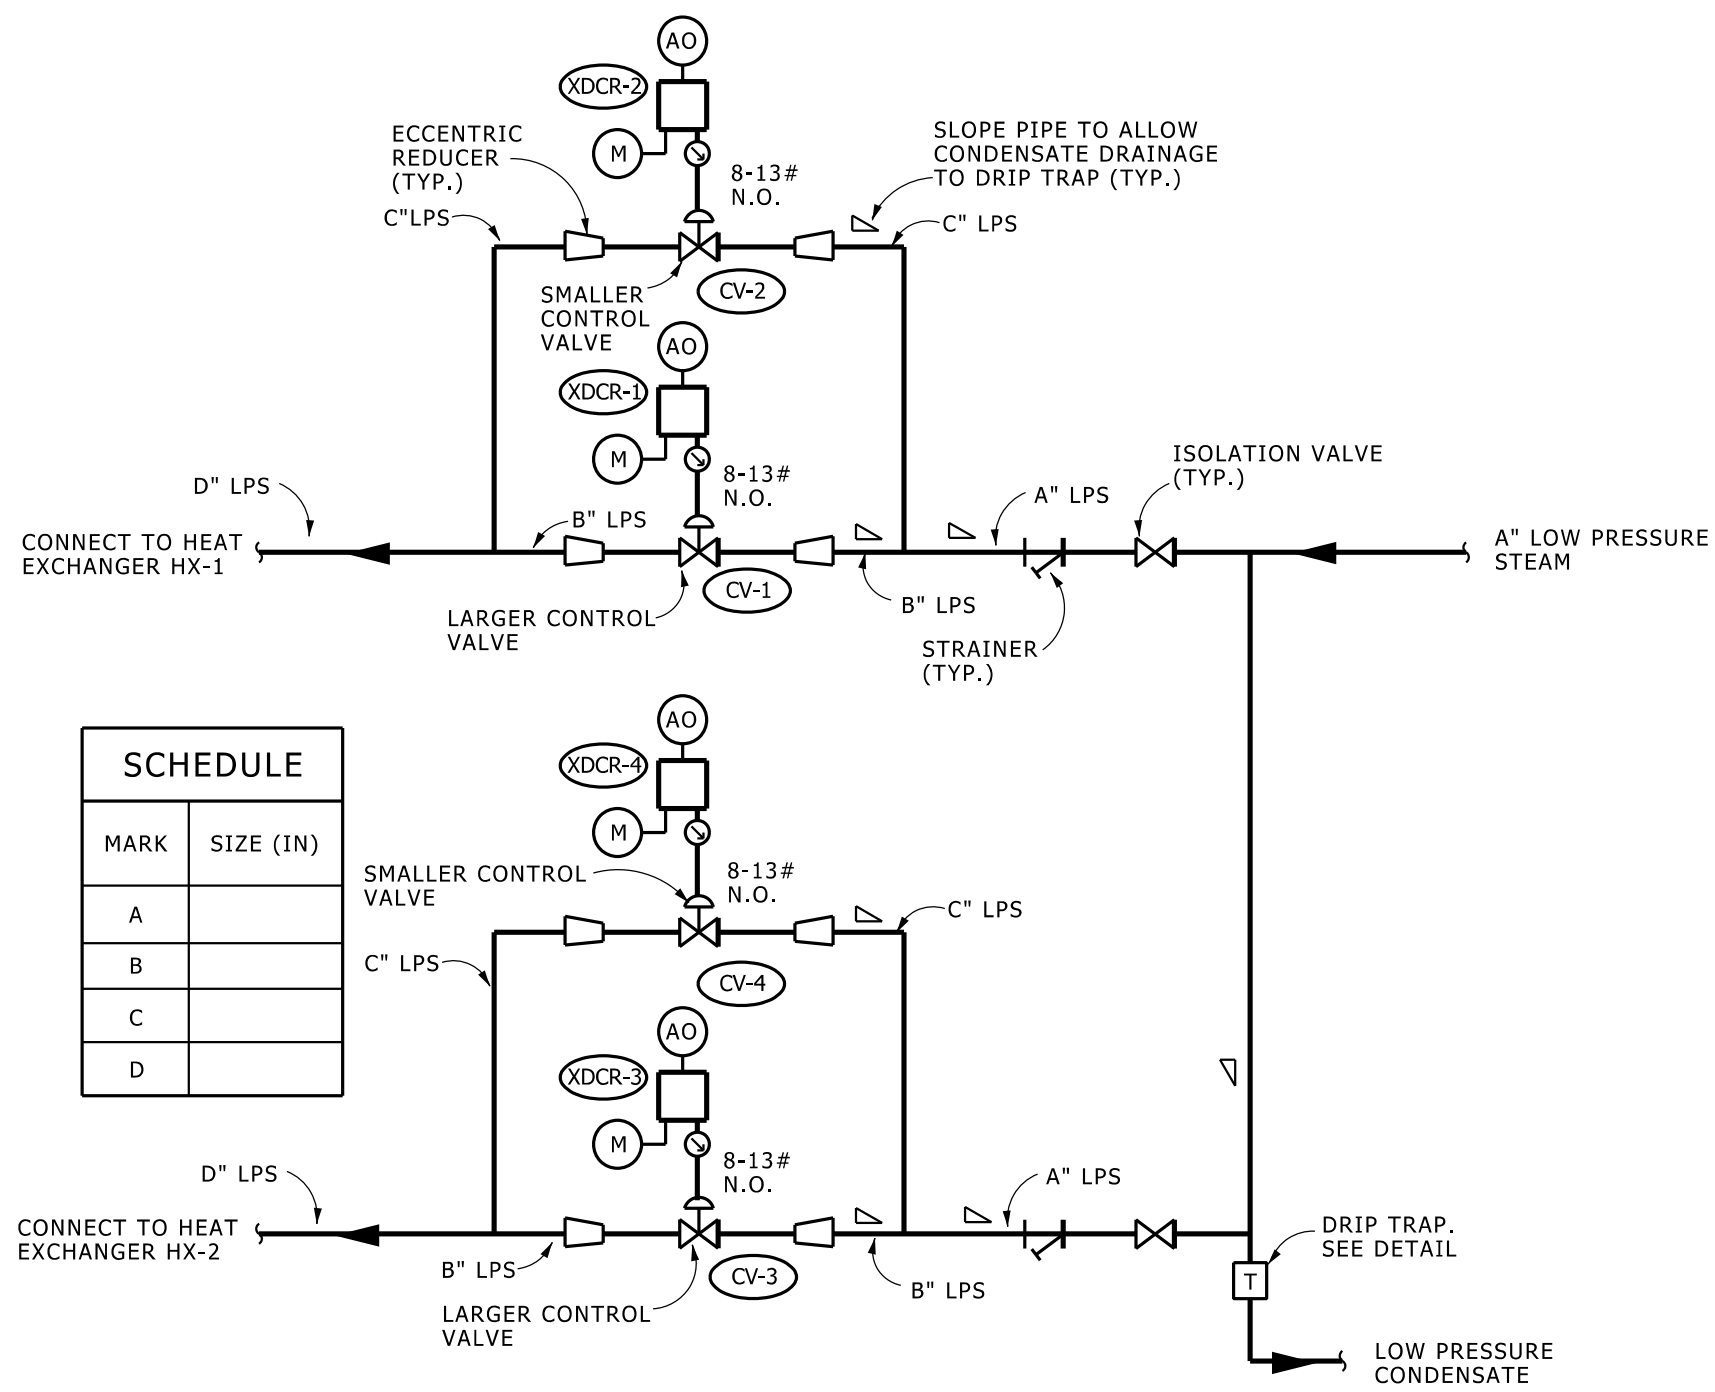 AO
XDCR-2
M
ECCENTRIC
REDUCER
(TYP.)
8-13#
N.O.
SLOPE PIPE TO ALLOW
CONDENSATE DRAINAGE
TO DRIP TRAP (TYP.)
C"LPS
C" LPS
SMALLER
CONTROL
VALVE
CV-2
AO
XDCR-1
M
8-13#
N.O.
ISOLATION VALVE
(TYP.)
D" LPS
B" LPS
A" LPS
CONNECT TO HEAT
EXCHANGER HX-1
A" LOW PRESSURE
STEAM
CV-1
B" LPS
LARGER CONTROL
VALVE
STRAINER
(TYP.)
SCHEDULE
MARK SIZE (IN)
A
B
C
D
AO
XDCR-4
M
SMALLER CONTROL
VALVE
8-13#
N.O.
C" LPS
C" LPS
CV-4
AO
XDCR-3
M
8-13#
N.O.
D" LPS
A" LPS
CONNECT TO HEAT
EXCHANGER HX-2
B" LPS
CV-3
B" LPS
LARGER CONTROL
VALVE
DRIP TRAP.
SEE DETAIL
T
LOW PRESSURE
CONDENSATE